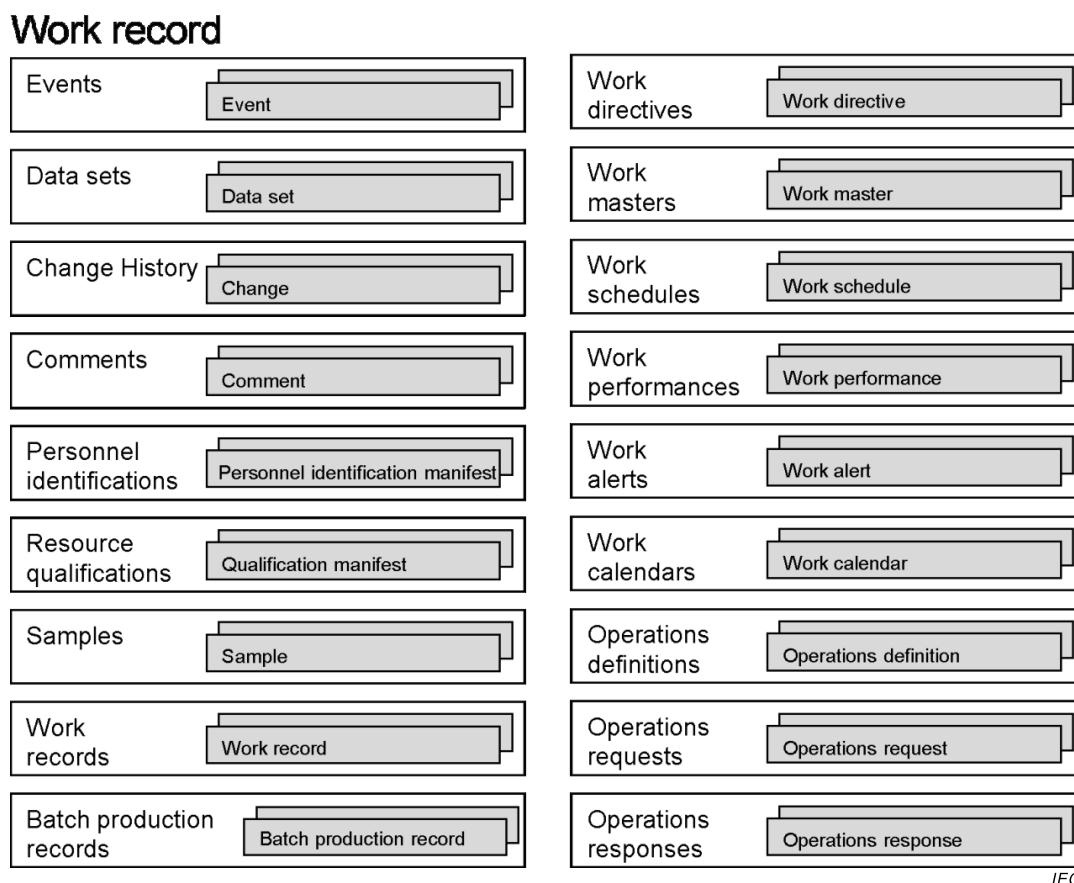 Work record
Events
Event
Data sets
Data set
Change History
Change
Comments
Comment
Personnel
identifications
Personnel identification manifest
Resource
qualifications
Qualification manifest
Samples
Sample
Work
records
Work record
Batch production
records
Batch production record
Work
directives
Work directive
Work
masters
Work master
Work
schedules
Work schedule
Work
performances
Work performance
Work
alerts
Work alert
Work
calendars
Work calendar
Operations
definitions
Operations definition
Operations
requests
Operations request
Operations
responses
Operations response
IEC